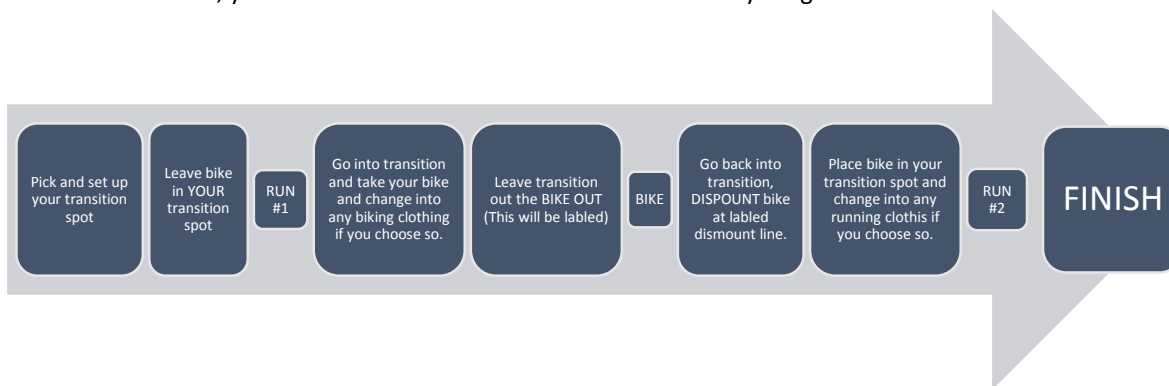 Pick and set up
your transition
spot
Leave bike
in YOUR
transition
spot
RUN
#1
Go into transition
and take your bike
and change into
any biking clothing
if you choose so.
Leave transition
out the BIKE OUT
(This will be labled)
BIKE
Go back into
transition,
DISPOUNT bike
at labled
dismount line.
Place bike in your
transition spot and
change into any
running clothis if
you choose so.
RUN
#2
FINISH